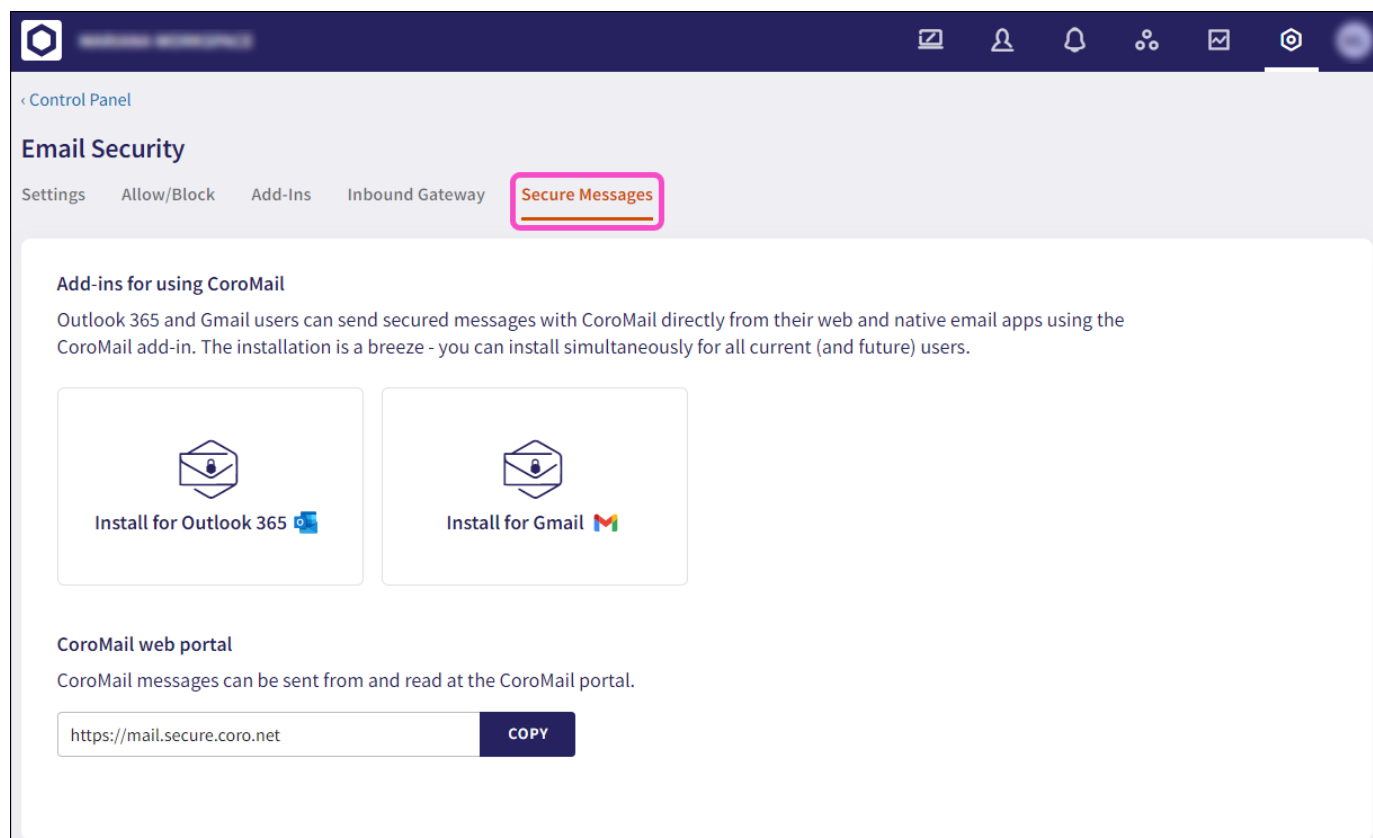 ‹ Control Panel
Email Security
Settings Allow/Block Add-Ins Inbound Gateway Secure Messages
Add-ins for using CoroMail
Outlook 365 and Gmail users can send secured messages with CoroMail directly from their web and native email apps using the
CoroMail add-in. The installation is a breeze - you can install simultaneously for all current (and future) users.
Install for Outlook 365
Install for Gmail
CoroMail web portal
CoroMail messages can be sent from and read at the CoroMail portal.
https://mail.secure.coro.net COPY